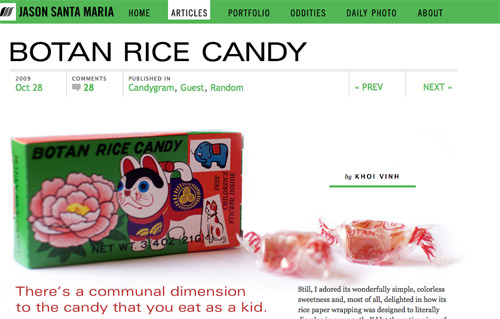 JASON SANTA MARIA HOME ARTICLES PORTFOLIO ODDITIES DAILY PHOTO ABOUT
BOTAN RICE CANDY
2009 COMMENTS PUBLISHED IN
Oct 28 28 Candygram, Guest, Random « PREV NEXT »
BOTAN RICE CANDY
FREE CHILDREN'S STICKER INSIDE
NET WT. 3/4 OZ (21G)
by KHOI VINH
BOTAN
There's a communal dimension
to the candy that you eat as a kid.
Still, I adored its wonderfully simple, colorless
sweetness and, most of all, delighted in how its
rice paper wrapping was designed to literally